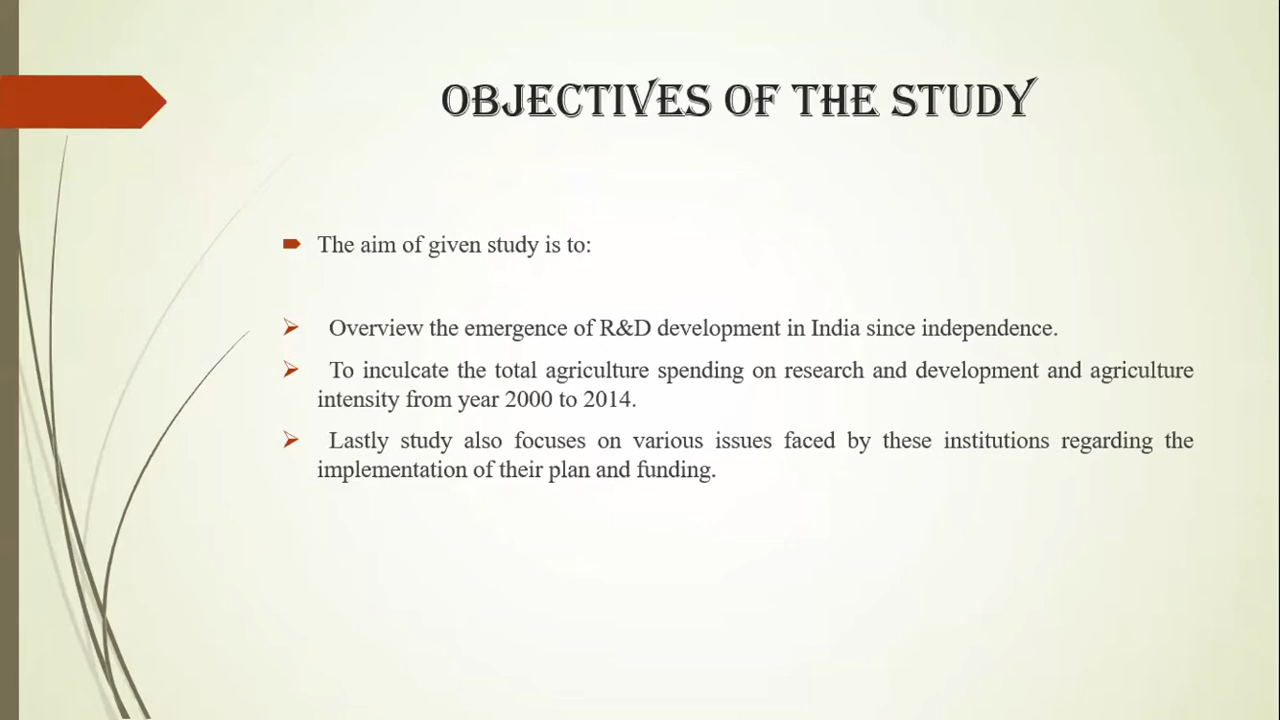 OBJECTIVES OF THE STUDY
The aim of given study is to:
Overview the emergence of R&D development in India since independence.
To inculcate the total agriculture spending on research and development and agriculture
intensity from year 2000 to 2014.
Lastly study also focuses on various issues faced by these institutions regarding the
implementation of their plan and funding.